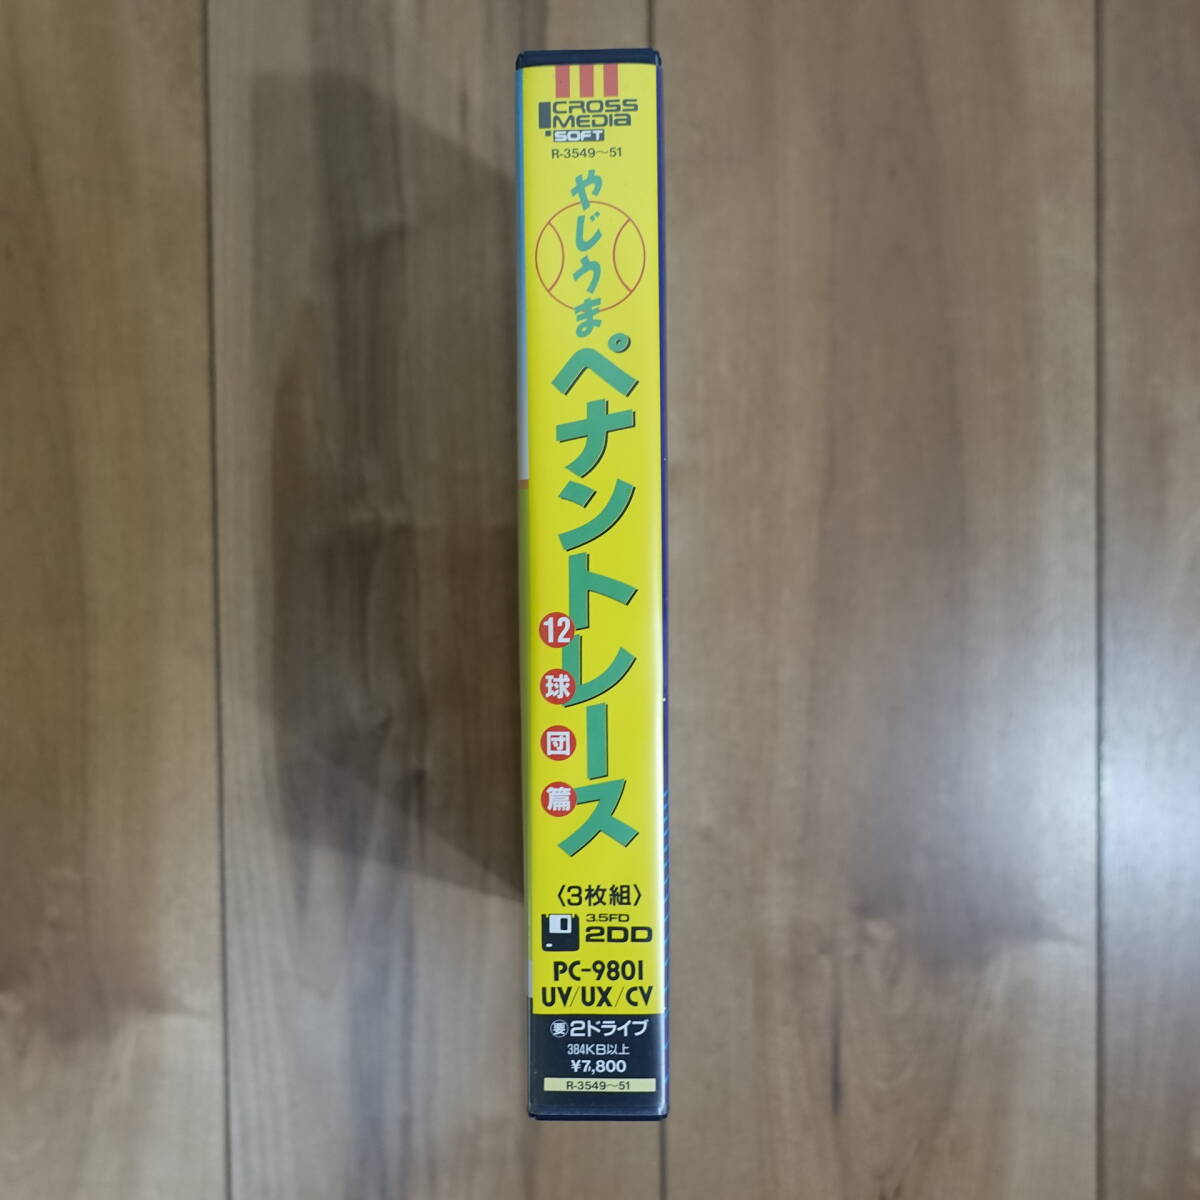 CROSS
MEDIA
SOFT
R-3549～51
やじうま
ペナントレース
12球団篇
〈3枚組〉
3.5FD
2DD
PC-9801
UV/UX/CV
要2ドライブ
384KB以上
¥7,800
R-3549～51